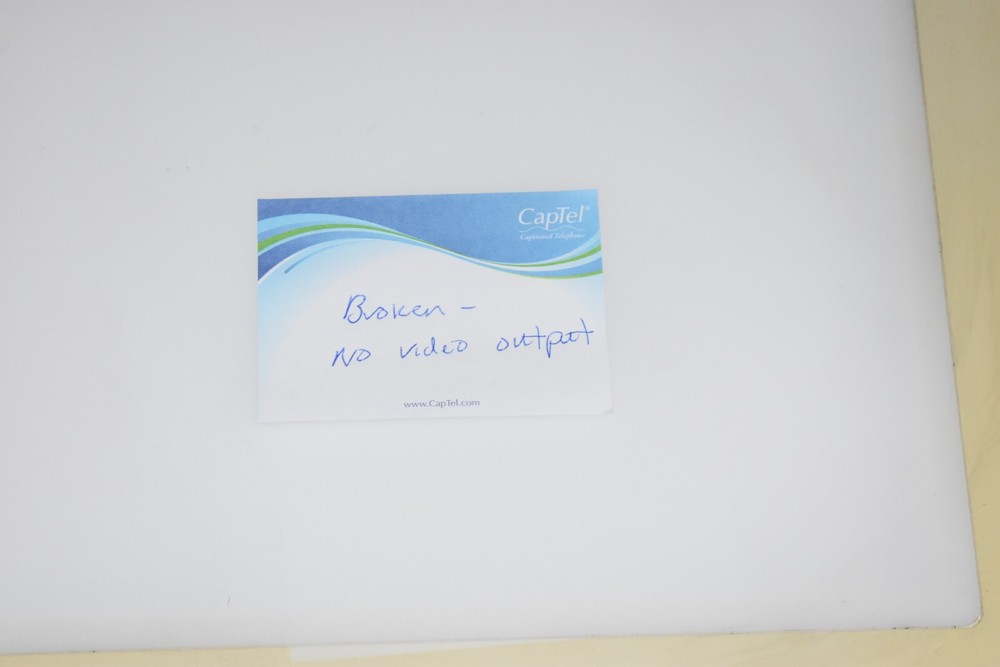 CapTel®
Captioned Telephone
Broken –
No video output
www.CapTel.com